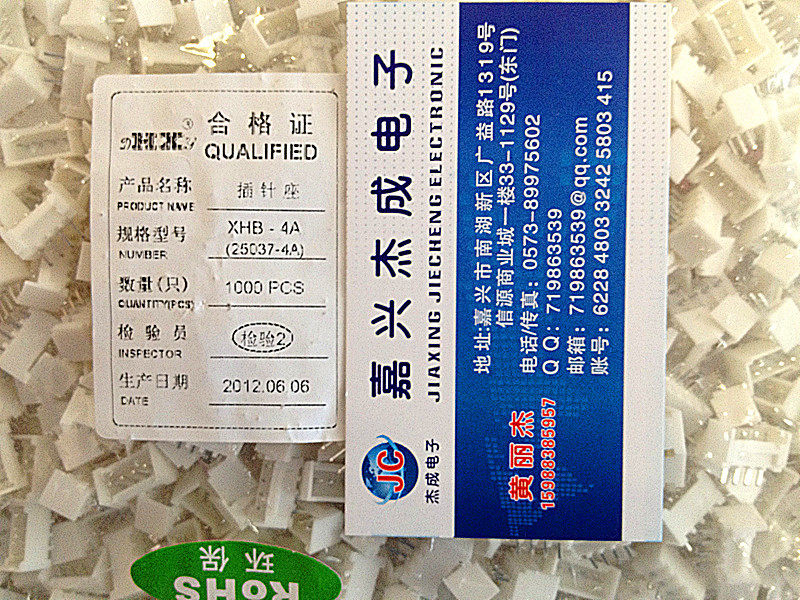 合格证
QUALIFIED
产品名称 插针座
PRODUCT NAME
规格型号 XHB - 4A
NUMBER (25037-4A)
数量(只) 1000 PCS
QUANTITY(PCS)
检验员 检验2
INSPECTOR
生产日期 2012.06.06
DATE
嘉兴杰成电子
JIAXING JIECHENG ELECTRONIC
JC
杰成电子
地址:嘉兴市南湖新区广益路1319号
信源商业城一楼33-1129号(东门)
电话/传真: 0573-89975602
QQ: 719863539
邮箱: 719863539@qq.com
账号: 6228 4803 3242 5803 415
黄丽杰
15988385957
环保
RoHS